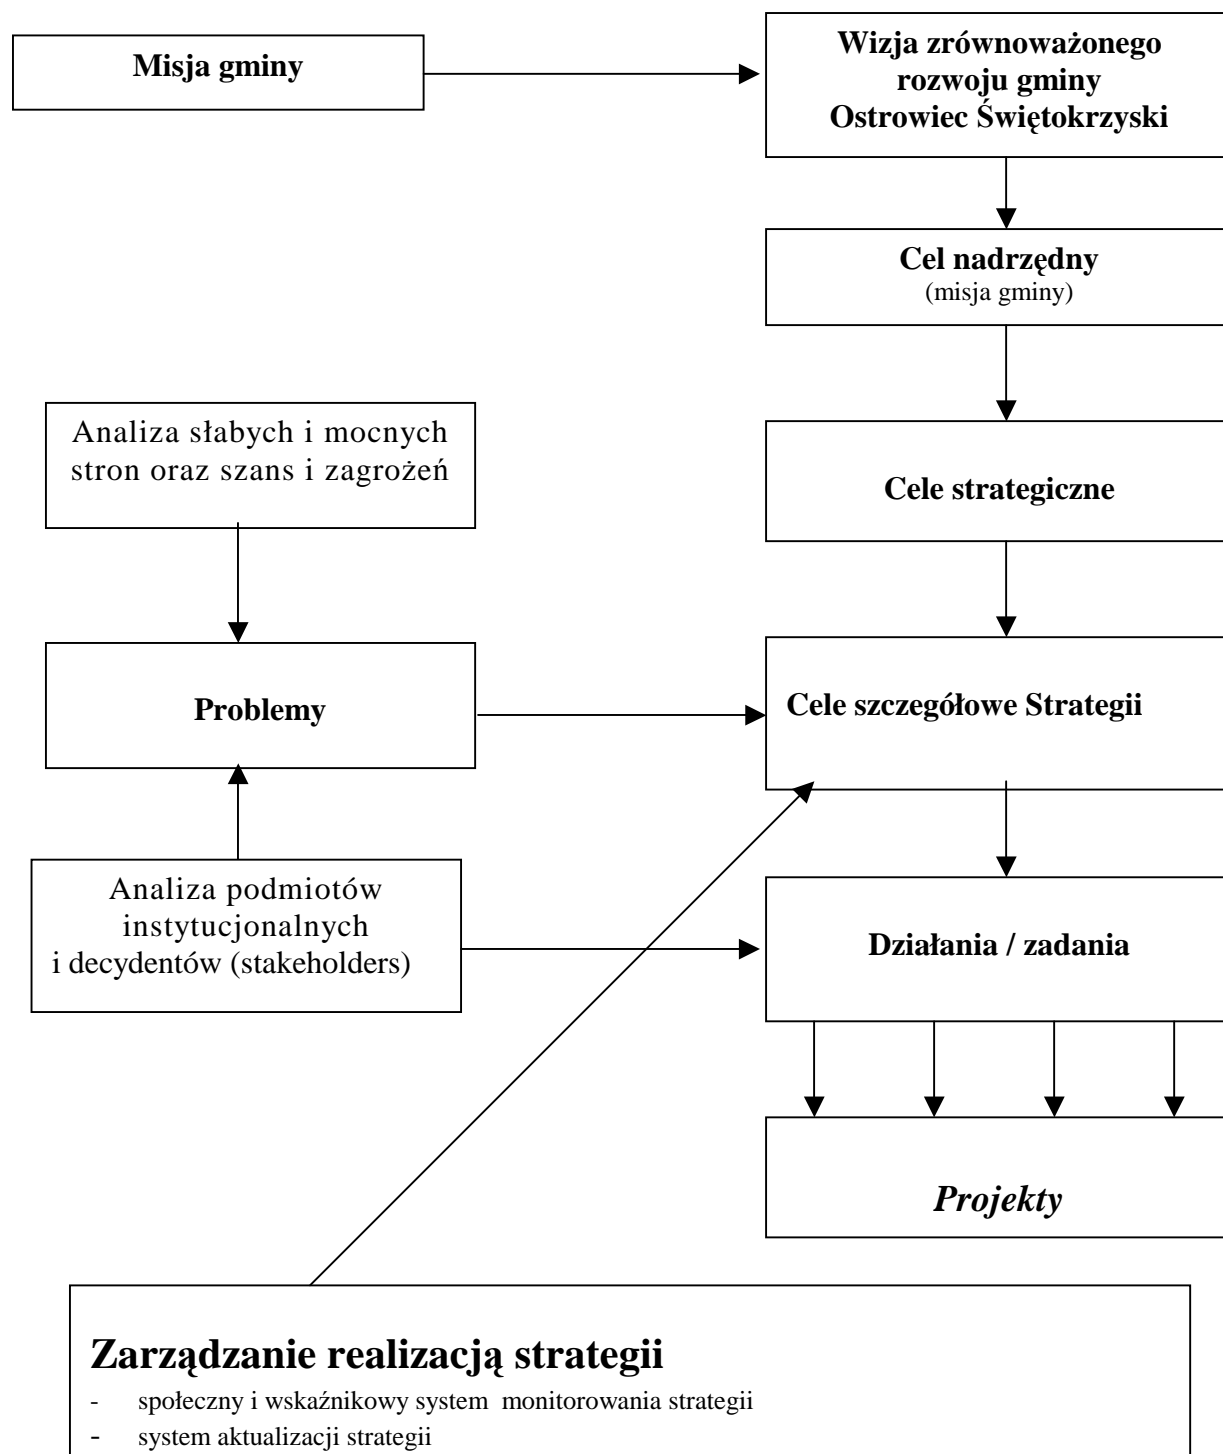 Misja gminy
Wizja zrównoważonego
rozwoju gminy
Ostrowiec Świętokrzyski
Cel nadrzędny
(misja gminy)
Analiza słabych i mocnych
stron oraz szans i zagrożeń
Cele strategiczne
Problemy
Cele szczegółowe Strategii
Analiza podmiotów
instytucjonalnych
i decydentów (stakeholders)
Działania / zadania
Projekty
Zarządzanie realizacją strategii
- społeczny i wskaźnikowy system monitorowania strategii
- system aktualizacji strategii